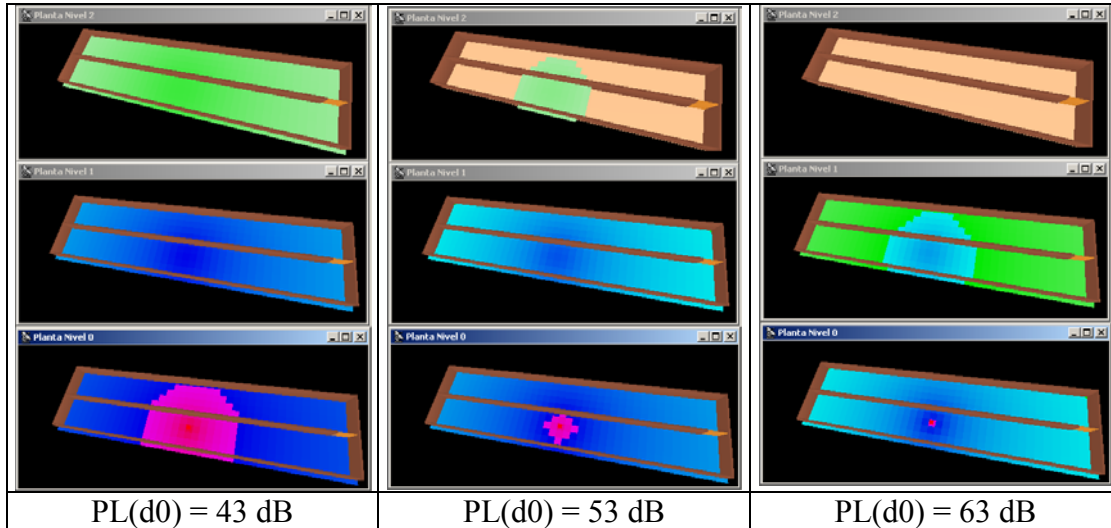 Planta Nivel 2
Planta Nivel 2
Planta Nivel 2
Planta Nivel 1
Planta Nivel 1
Planta Nivel 1
Planta Nivel 0
Planta Nivel 0
Planta Nivel 0
PL(d0) = 43 dB
PL(d0) = 53 dB
PL(d0) = 63 dB